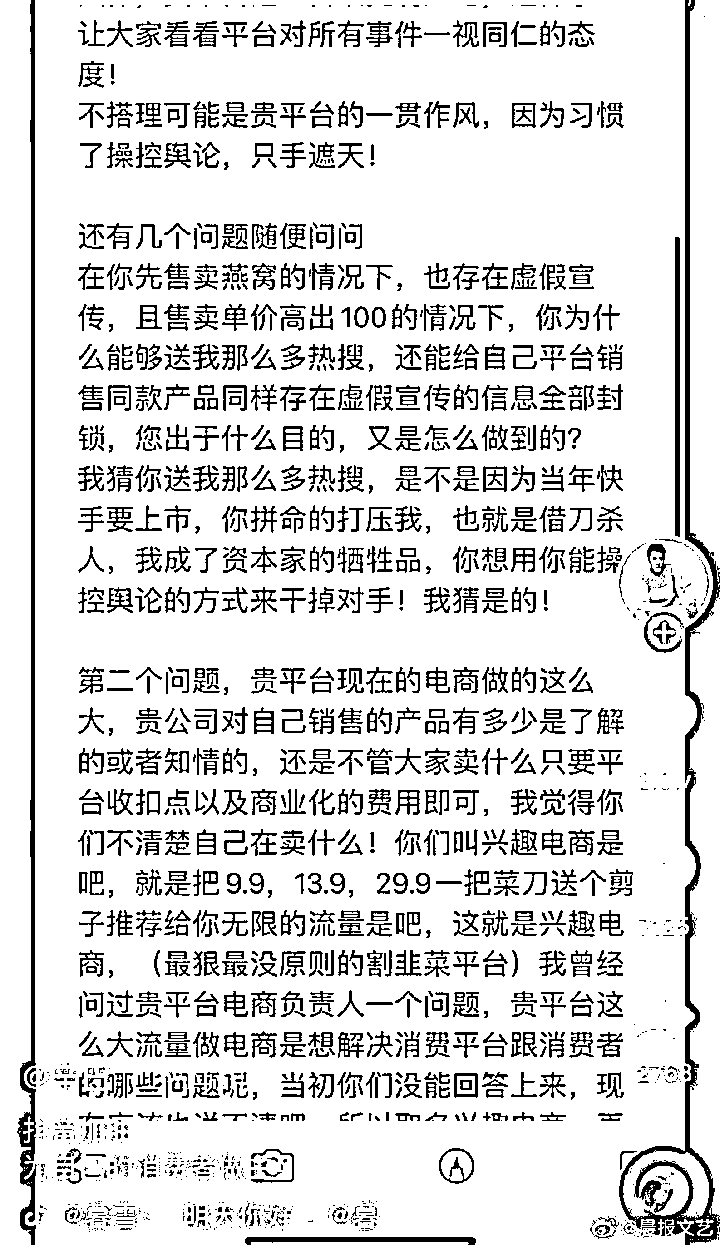 让大家看看平台对所有事件一视同仁的态
度！
不搭理可能是贵平台的一贯作风，因为习惯
了操控舆论，只手遮天！
还有几个问题随便问问
在你先售卖燕窝的情况下，也存在虚假宣
传，且售卖单价高出100的情况下，你为什
么能够送我那么多热搜，还能给自己平台销
售同款产品同样存在虚假宣传的信息全部封
锁，您出于什么目的，又是怎么做到的？
我猜你送我那么多热搜，是不是因为当年快
手要上市，你拼命的打压我，也就是借刀杀
人，我成了资本家的牺牲品，你想用你能操
控舆论的方式来干掉对手！我猜是的！
第二个问题，贵平台现在的电商做的这么
大，贵公司对自己销售的产品有多少是了解
的或者知情的，还是不管大家卖什么只要平
台收扣点以及商业化的费用即可，我觉得你
们不清楚自己在卖什么！你们叫兴趣电商是
吧，就是把9.9，13.9，29.9一把菜刀送个剪
子推荐给你无限的流量是吧，这就是兴趣电
商，（最狠最没原则的割韭菜平台）我曾经
问过贵平台电商负责人一个问题，贵平台这
么大流量做电商是想解决消费平台跟消费者
的哪些问题呢，当初你们没能回答上来，现
2768
@晨报文艺